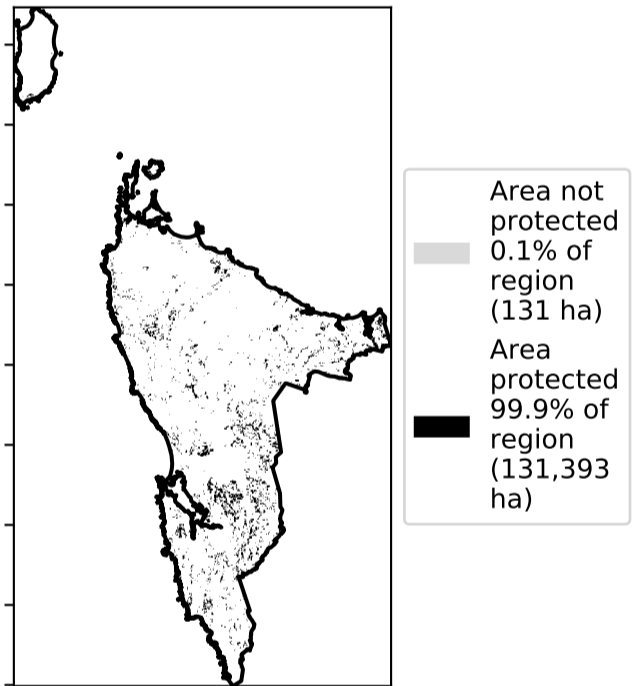 Area not
protected
0.1% of
region
(131 ha)
Area
protected
99.9% of
region
(131,393
ha)